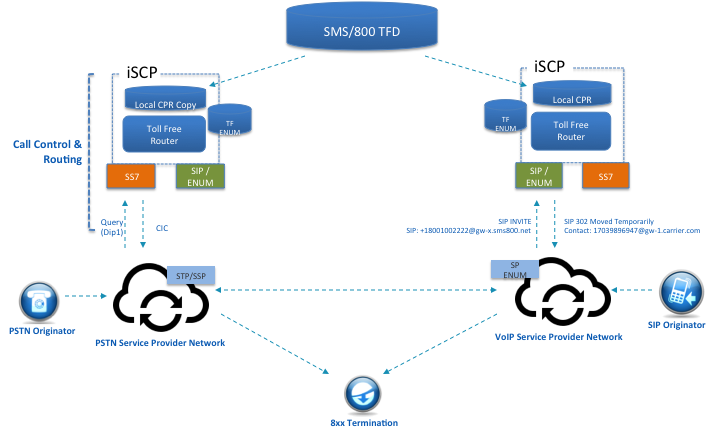 SMS/800 TFD
iSCP
Local CPR Copy
TF
ENUM
Toll Free
Router
SS7
SIP /
ENUM
Call Control &
Routing
iSCP
Local CPR
TF
ENUM
Toll Free
Router
SIP /
ENUM
SS7
Query
(Dip1)
CIC
SIP INVITE
SIP: +18001002222@gw-x.sms800.net
SIP 302 Moved Temporarily
Contact: 17039896947@gw-1.carrier.com
STP/SSP
SP
ENUM
PSTN Originator
PSTN Service Provider Network
VoIP Service Provider Network
SIP Originator
8xx Termination